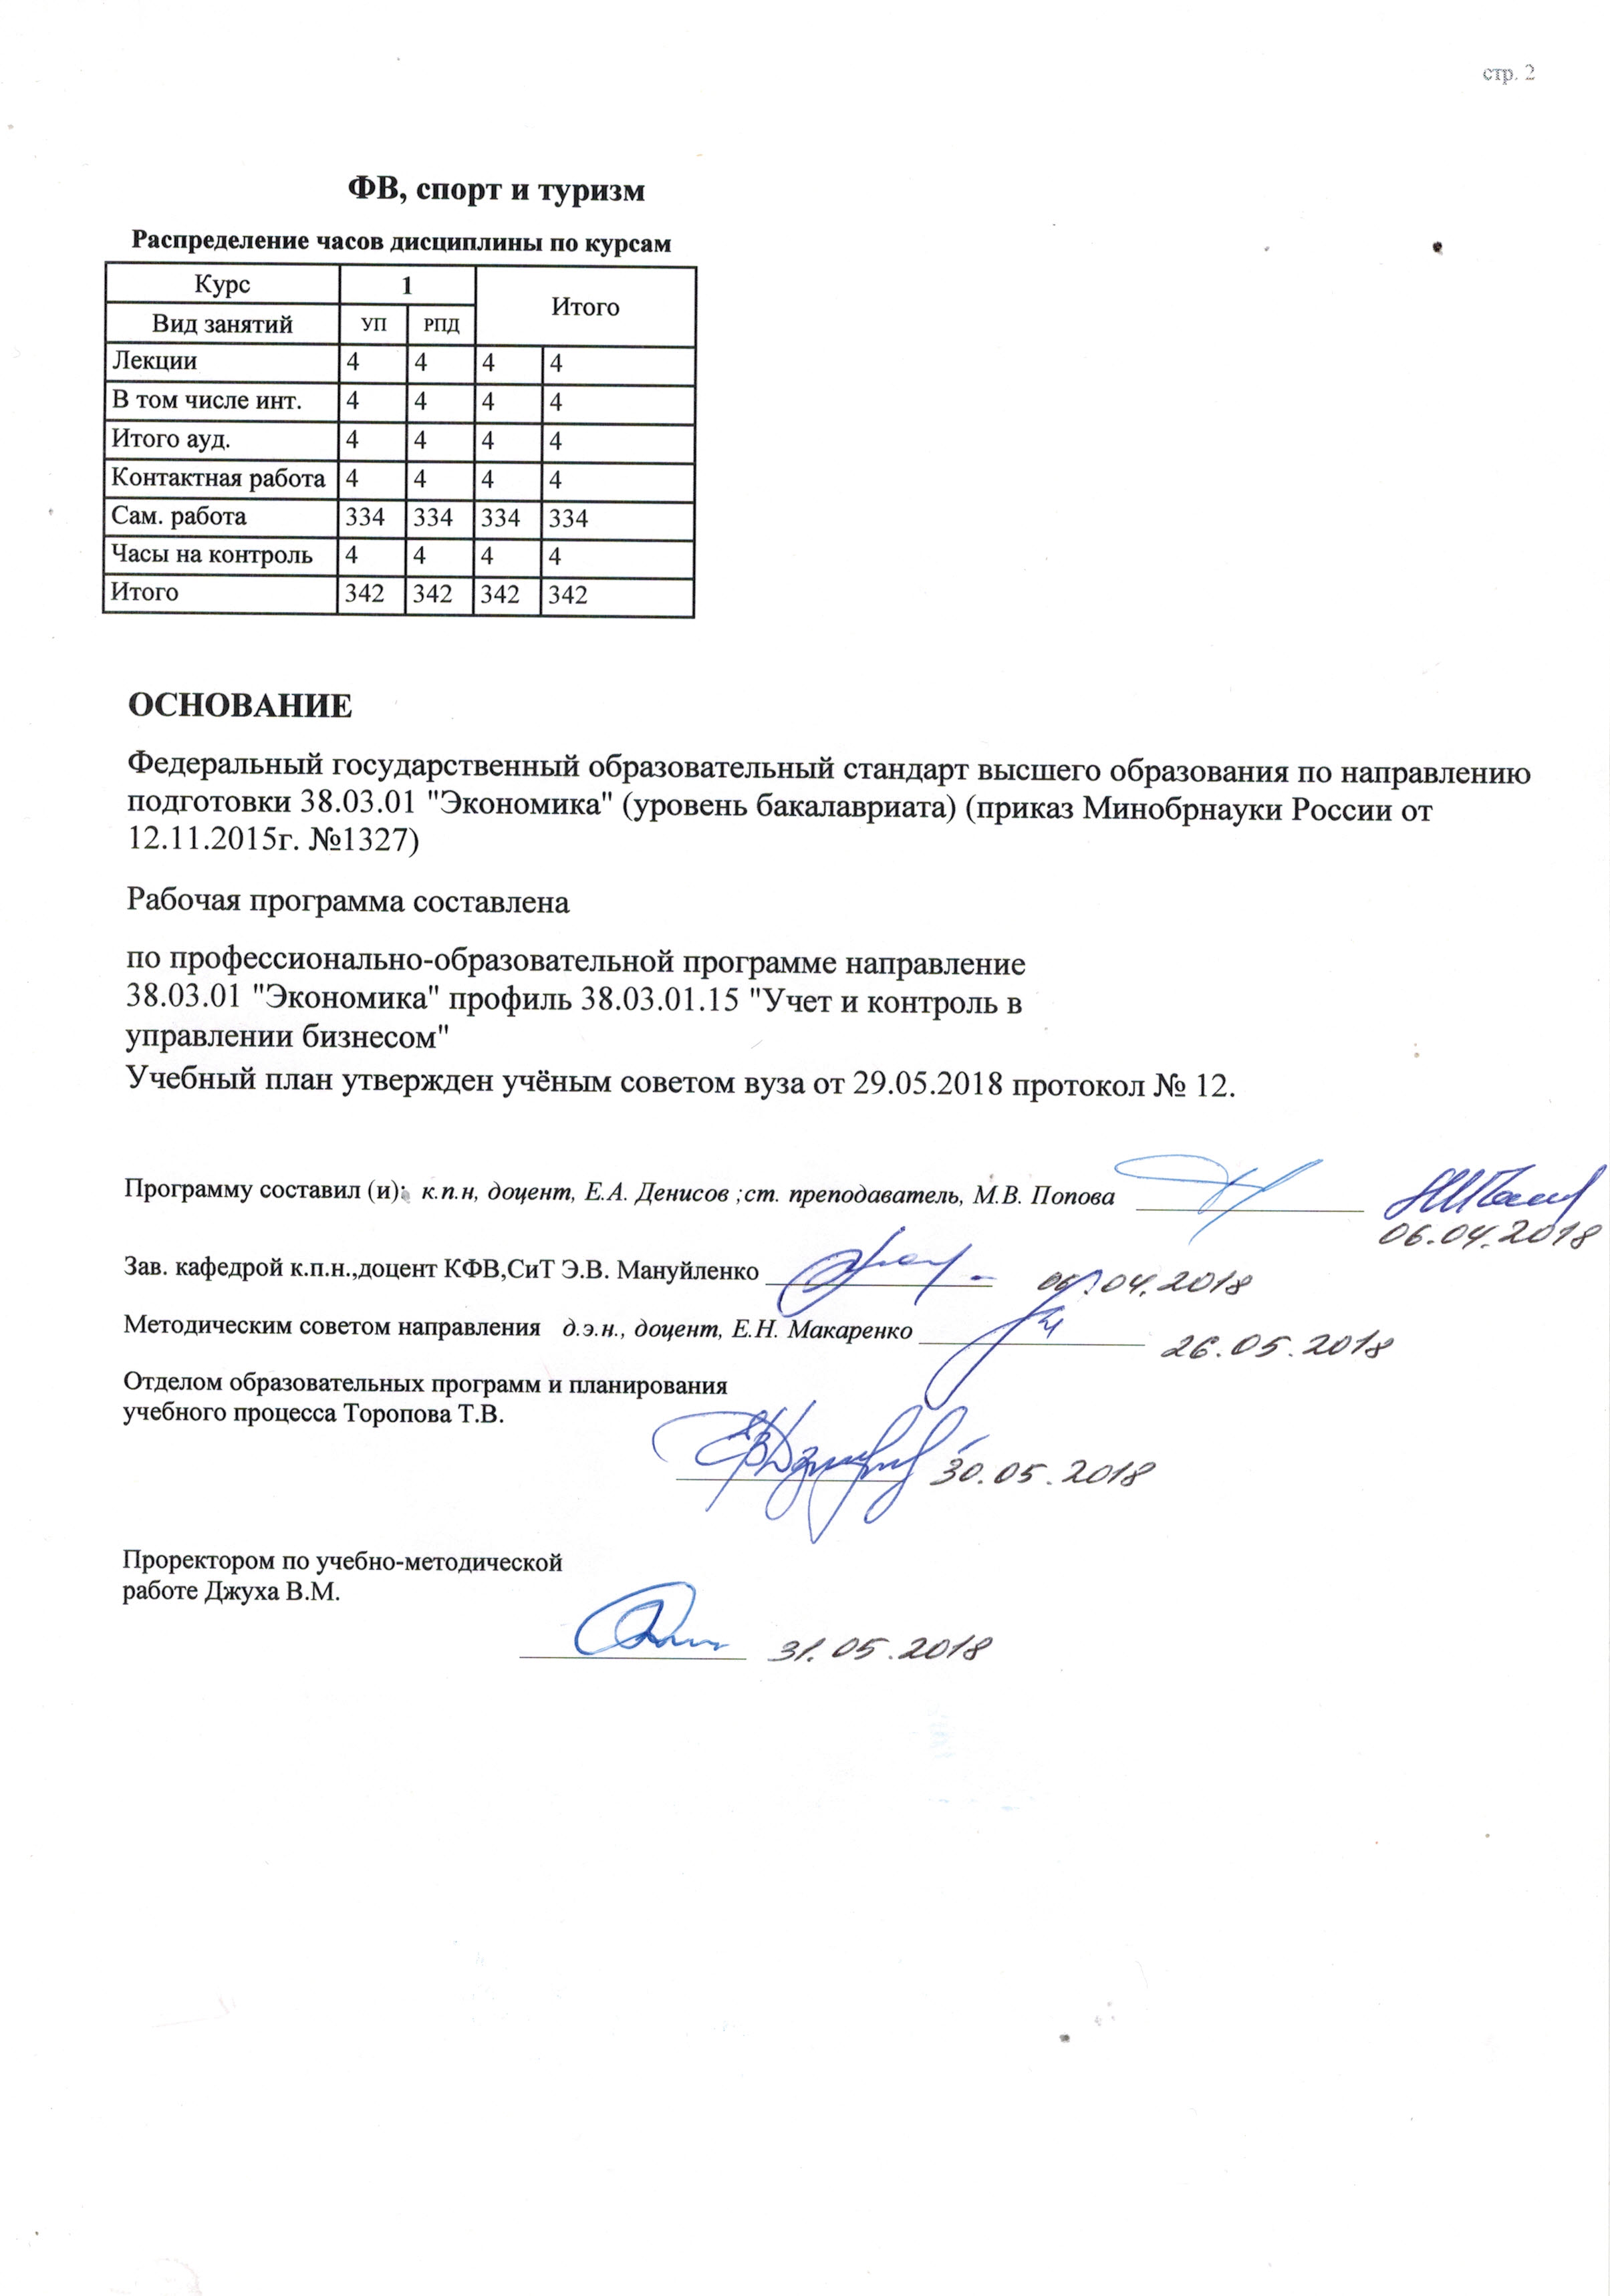 стр. 2
ФВ, спорт и туризм
Распределение часов дисциплины по курсам
Курс 1 Итого
Вид занятий УП РПД
Лекции 4 4 4 4
В том числе инт. 4 4 4 4
Итого ауд. 4 4 4 4
Контактная работа 4 4 4 4
Сам. работа 334 334 334 334
Часы на контроль 4 4 4 4
Итого 342 342 342 342
ОСНОВАНИЕ
Федеральный государственный образовательный стандарт высшего образования по направлению
подготовки 38.03.01 "Экономика" (уровень бакалавриата) (приказ Минобрнауки России от
12.11.2015г. №1327)
Рабочая программа составлена
по профессионально-образовательной программе направление
38.03.01 "Экономика" профиль 38.03.01.15 "Учет и контроль в
управлении бизнесом"
Учебный план утвержден учёным советом вуза от 29.05.2018 протокол № 12.
Программу составил (и): к.п.н, доцент, Е.А. Денисов ;ст. преподаватель, М.В. Попова
06.04.2018
Зав. кафедрой к.п.н.,доцент КФВ,СиТ Э.В. Мануйленко 06.04.2018
Методическим советом направления д.э.н., доцент, Е.Н. Макаренко 26.05.2018
Отделом образовательных программ и планирования
учебного процесса Торопова Т.В.
30.05.2018
Проректором по учебно-методической
работе Джуха В.М.
31.05.2018